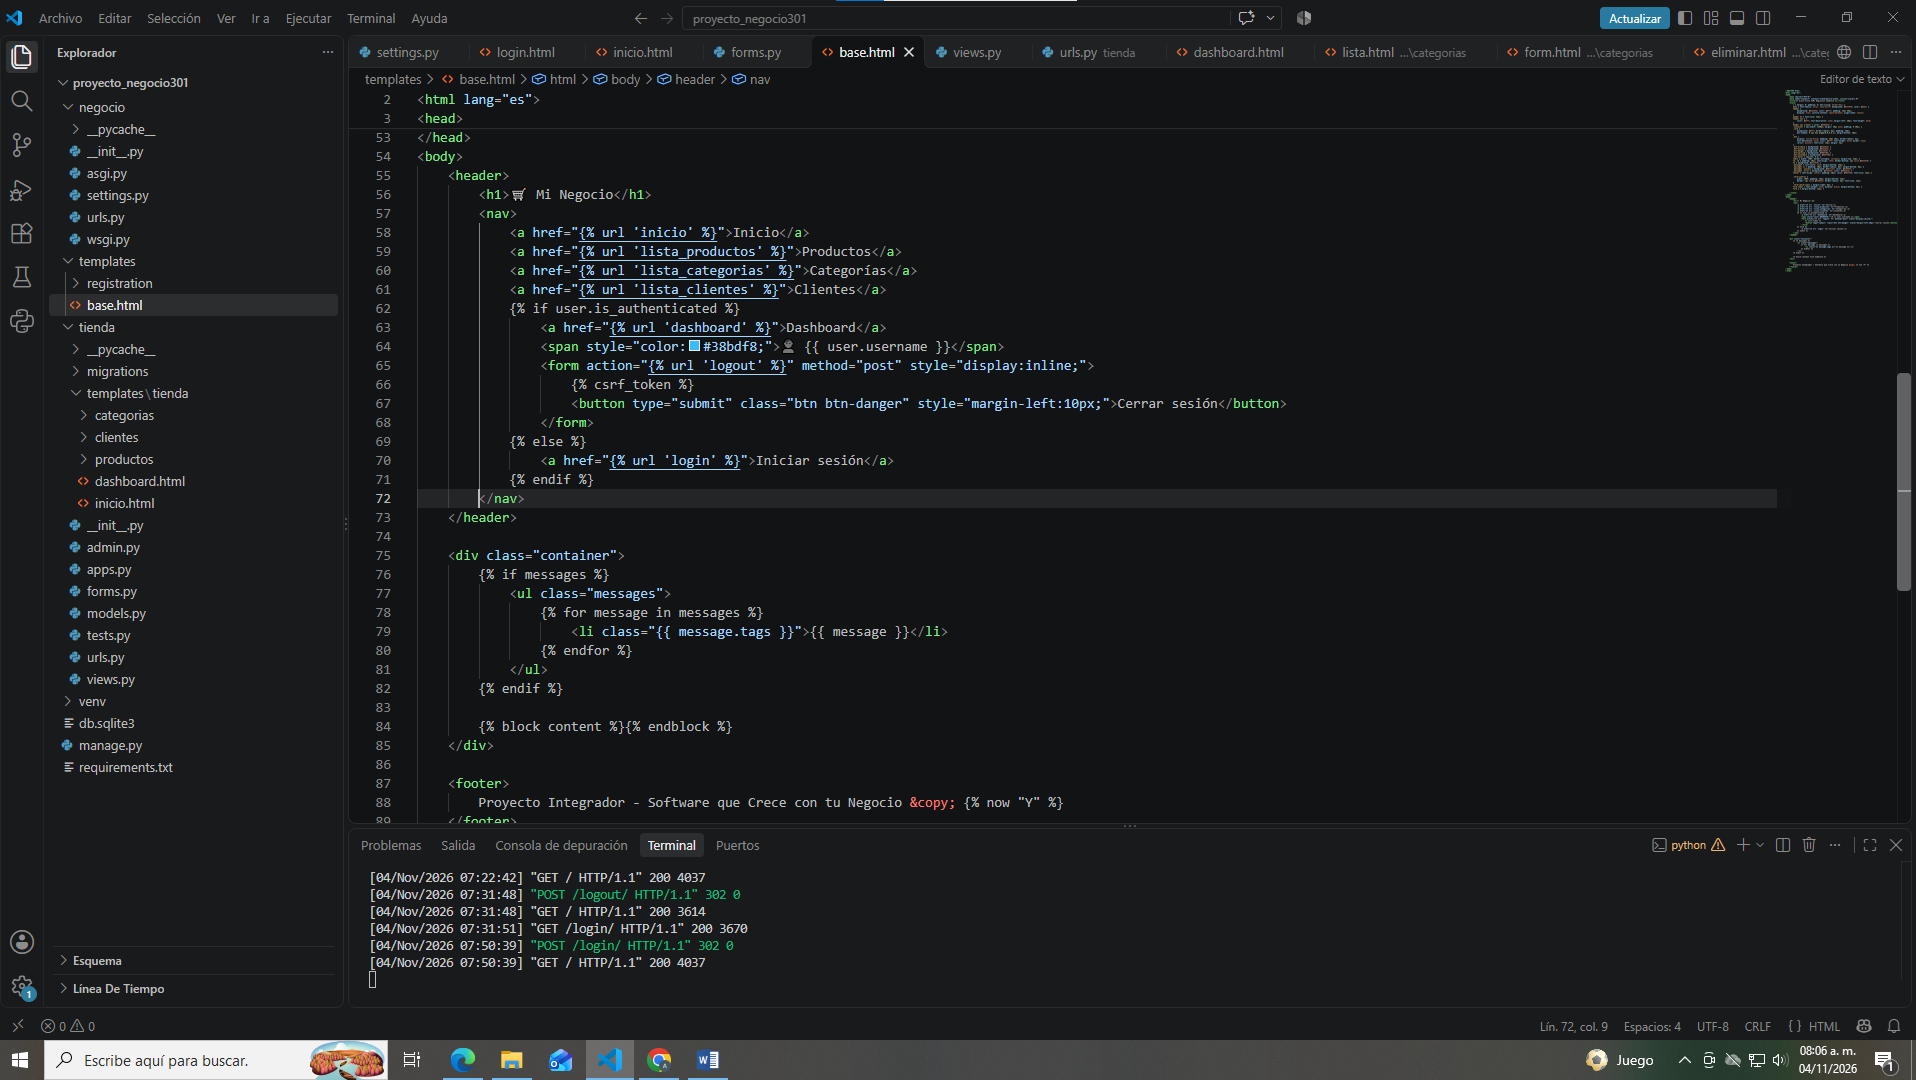 Archivo Editar Selección Ver Ir a Ejecutar Terminal Ayuda
proyecto_negocio301
Actualizar
Explorador
settings.py login.html inicio.html forms.py base.html views.py urls.py tienda dashboard.html lista.html ...\categorias form.html ...\categorias eliminar.html ...\categ
templates > base.html > html > body > header > nav
Editor de texto
proyecto_negocio301
negocio
__pycache__
__init__.py
asgi.py
settings.py
urls.py
wsgi.py
templates
registration
base.html
tienda
__pycache__
migrations
templates\tienda
categorias
clientes
productos
dashboard.html
inicio.html
__init__.py
admin.py
apps.py
forms.py
models.py
tests.py
urls.py
views.py
venv
db.sqlite3
manage.py
requirements.txt
Esquema
Línea De Tiempo
2 <html lang="es">
3 <head>
53 </head>
54 <body>
55 <header>
56 <h1>🛒 Mi Negocio</h1>
57 <nav>
58 <a href="{% url 'inicio' %}">Inicio</a>
59 <a href="{% url 'lista_productos' %}">Productos</a>
60 <a href="{% url 'lista_categorias' %}">Categorías</a>
61 <a href="{% url 'lista_clientes' %}">Clientes</a>
62 {% if user.is_authenticated %}
63 <a href="{% url 'dashboard' %}">Dashboard</a>
64 <span style="color:#38bdf8;">👤 {{ user.username }}</span>
65 <form action="{% url 'logout' %}" method="post" style="display:inline;">
66 {% csrf_token %}
67 <button type="submit" class="btn btn-danger" style="margin-left:10px;">Cerrar sesión</button>
68 </form>
69 {% else %}
70 <a href="{% url 'login' %}">Iniciar sesión</a>
71 {% endif %}
72 </nav>
73 </header>
74
75 <div class="container">
76 {% if messages %}
77 <ul class="messages">
78 {% for message in messages %}
79 <li class="{{ message.tags }}">{{ message }}</li>
80 {% endfor %}
81 </ul>
82 {% endif %}
83
84 {% block content %}{% endblock %}
85 </div>
86
87 <footer>
88 Proyecto Integrador - Software que Crece con tu Negocio &copy; {% now "Y" %}
89 </footer>
Problemas Salida Consola de depuración Terminal Puertos
python
[04/Nov/2026 07:22:42] "GET / HTTP/1.1" 200 4037
[04/Nov/2026 07:31:48] "POST /logout/ HTTP/1.1" 302 0
[04/Nov/2026 07:31:48] "GET / HTTP/1.1" 200 3614
[04/Nov/2026 07:31:51] "GET /login/ HTTP/1.1" 200 3670
[04/Nov/2026 07:50:39] "POST /login/ HTTP/1.1" 302 0
[04/Nov/2026 07:50:39] "GET / HTTP/1.1" 200 4037
1
0 0
Lín. 72, col. 9 Espacios: 4 UTF-8 CRLF {} HTML
Escribe aquí para buscar.
Juego
08:06 a. m.
04/11/2026
1